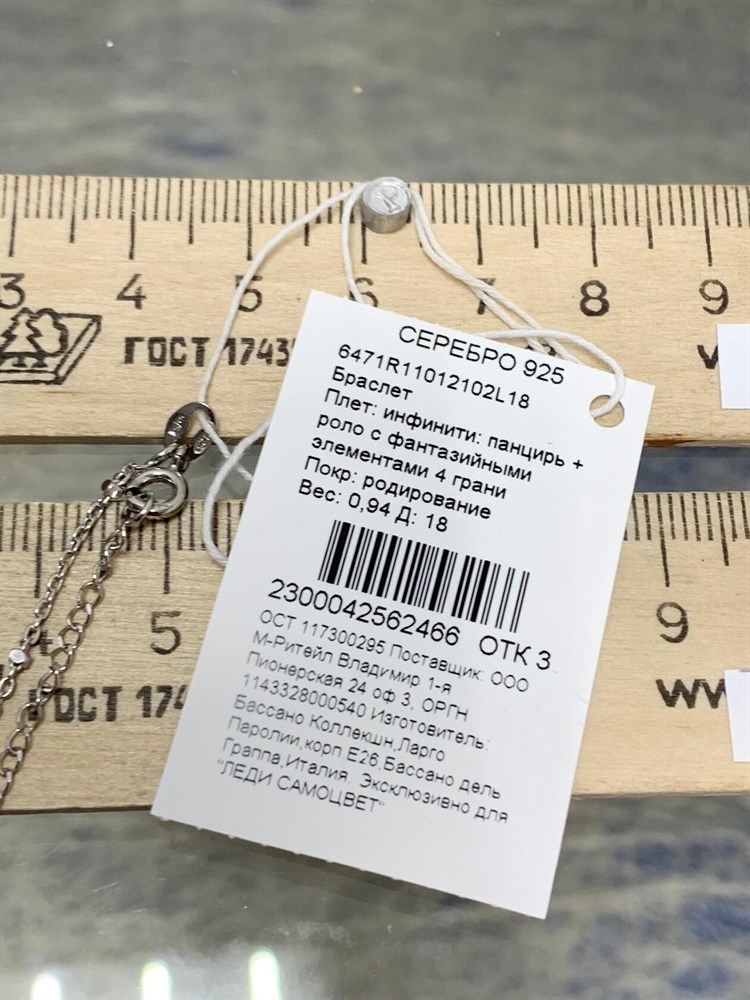 3 4 5 6 7 8 9
ГОСТ 17435
СЕРЕБРО 925
6471R11012102L18
Браслет
Плет: инфинити: панцирь +
роло с фантазийными
элементами 4 грани
Покр: родирование
Вес: 0,94 Д: 18
2300042562466 ОТК 3
ОСТ 117300295 Поставщик: ООО
М-Ритейл Владимир 1-я
Пионерская 24 оф 3, ОРГН
1143328000540 Изготовитель:
Бассано Коллекшн,Ларго
Паролии,корп.Е26.Бассано дель
Граппа,Италия. Эксклюзивно для
"ЛЕДИ САМОЦВЕТ"
4 5 9
ГОСТ 174